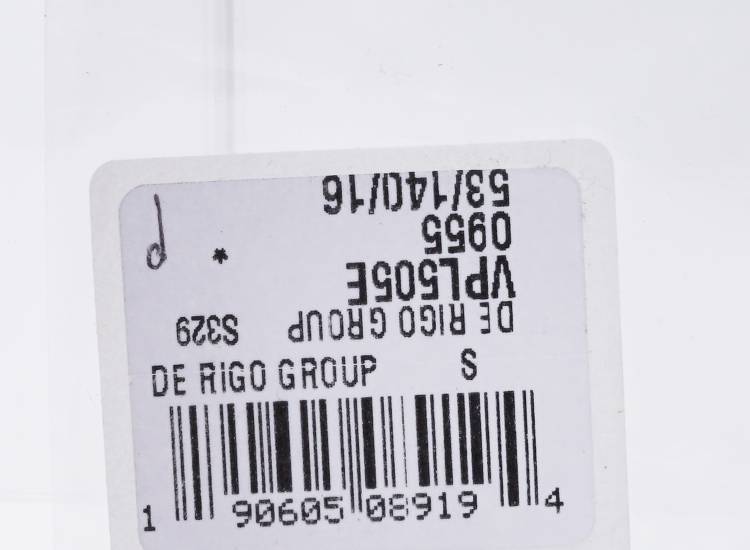 53/140/16
0955
*
VPL505E
DE RIGO GROUP S329
DE RIGO GROUP S
1 90605 08919 4